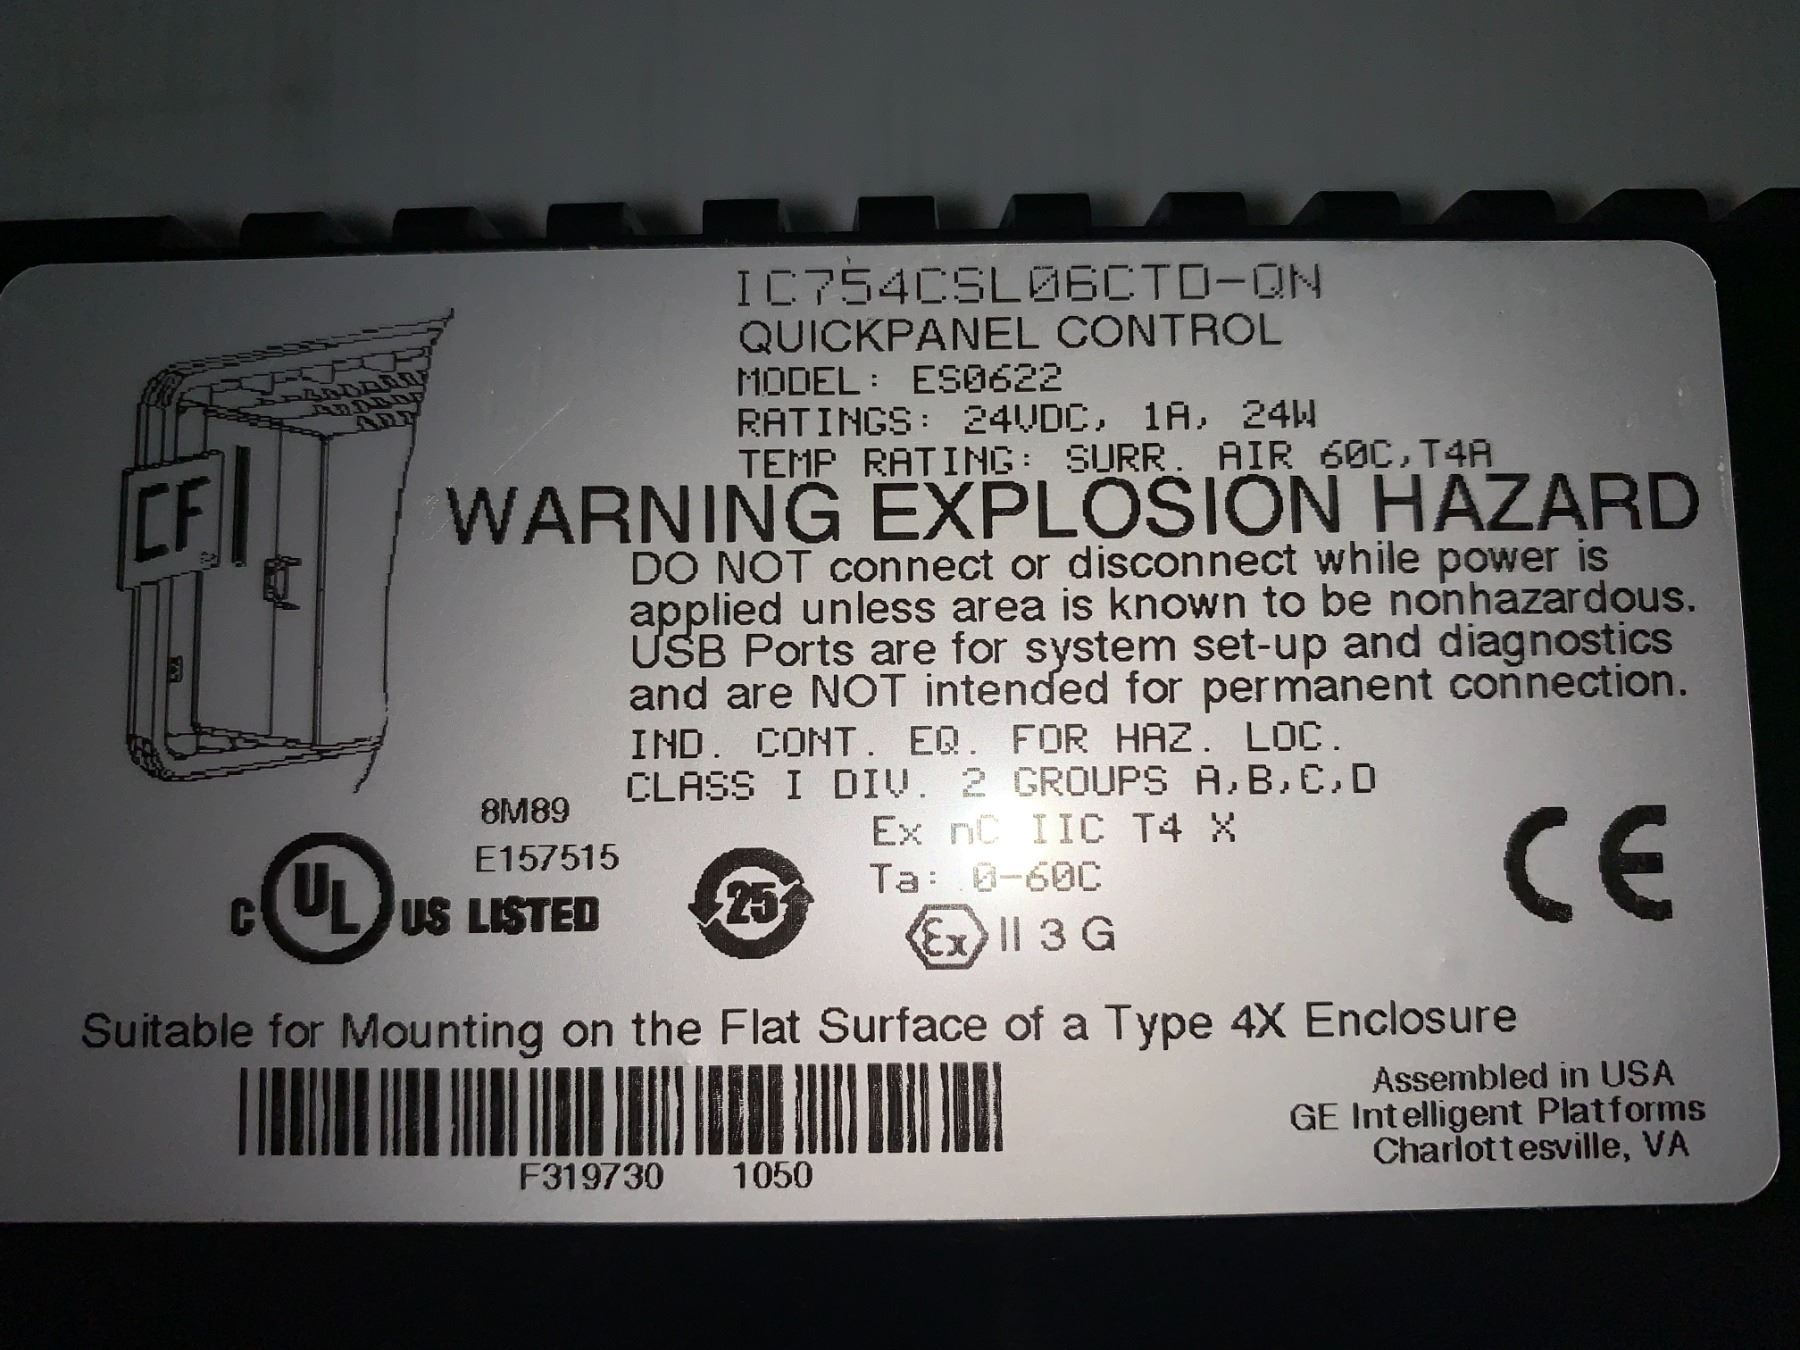 IC754CSL06CTD-QN
QUICKPANEL CONTROL
MODEL: ES0622
RATINGS: 24VDC, 1A, 24W
TEMP RATING: SURR. AIR 60C,T4A
CF
WARNING EXPLOSION HAZARD
DO NOT connect or disconnect while power is
applied unless area is known to be nonhazardous.
USB Ports are for system set-up and diagnostics
and are NOT intended for permanent connection.
IND. CONT. EQ. FOR HAZ. LOC.
CLASS I DIV. 2 GROUPS A,B,C,D
8M89
E157515
C UL US LISTED
25
Ex nC IIC T4 X
Ta: 0-60C
Ex II 3 G
CE
Suitable for Mounting on the Flat Surface of a Type 4X Enclosure
F319730 1050
Assembled in USA
GE Intelligent Platforms
Charlottesville, VA